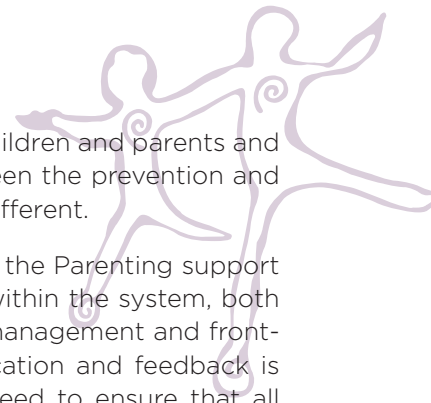 ildren and parents and
een the prevention and
fferent.
the Parenting support
within the system, both
management and front-
cation and feedback is
eed to ensure that all